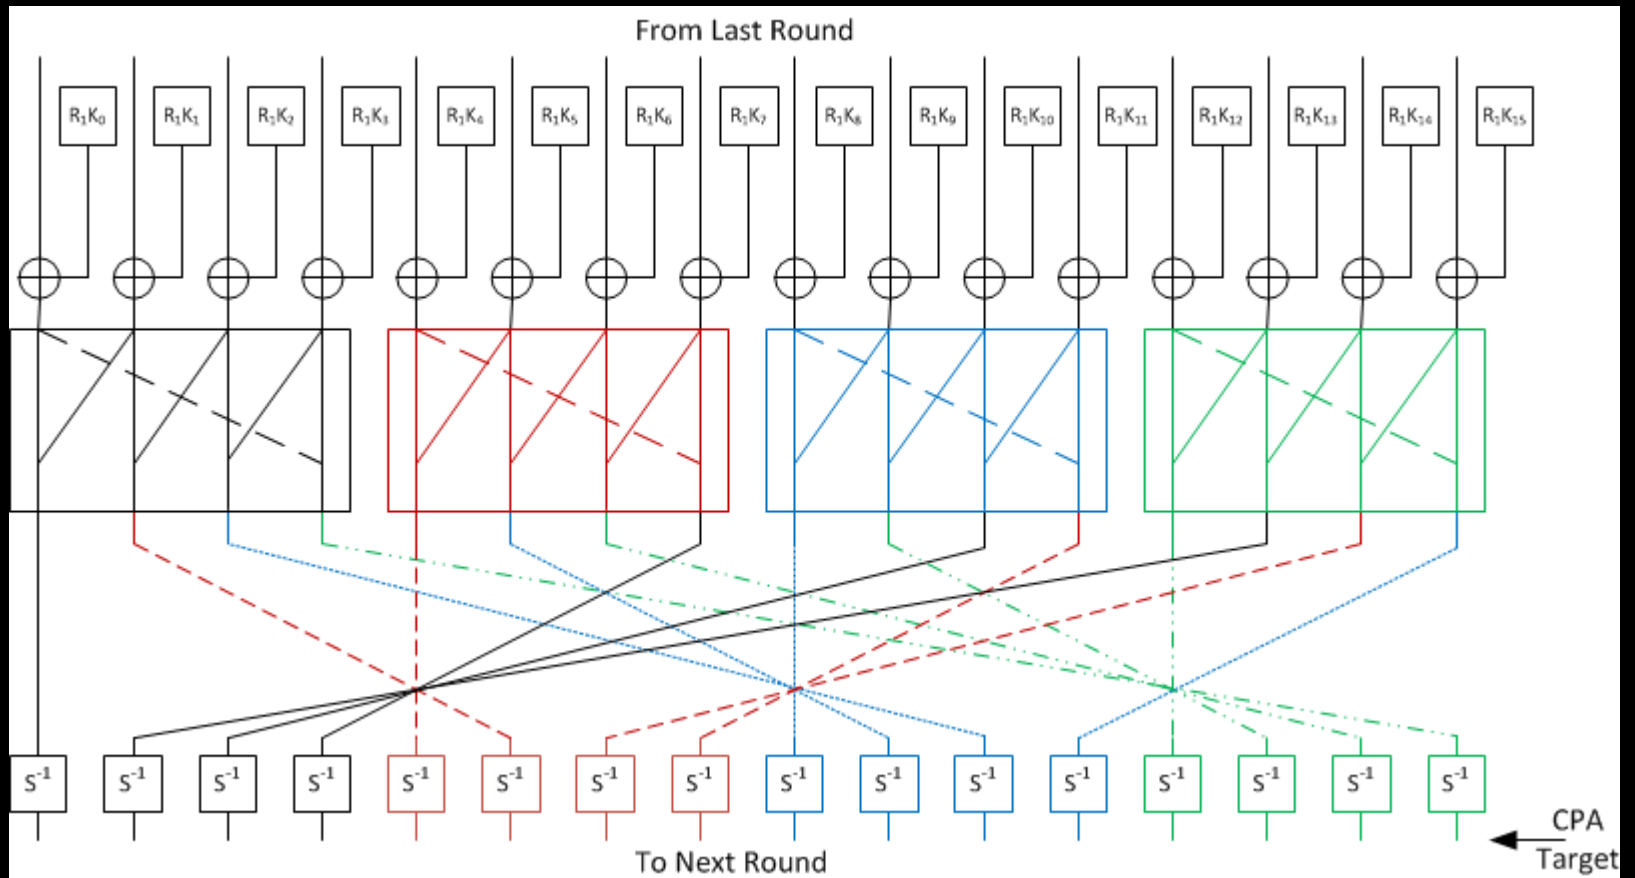 From Last Round
R₁K₀ R₁K₁ R₁K₂ R₁K₃ R₁K₄ R₁K₅ R₁K₆ R₁K₇ R₁K₈ R₁K₉ R₁K₁₀ R₁K₁₁ R₁K₁₂ R₁K₁₃ R₁K₁₄ R₁K₁₅
S⁻¹ S⁻¹ S⁻¹ S⁻¹ S⁻¹ S⁻¹ S⁻¹ S⁻¹ S⁻¹ S⁻¹ S⁻¹ S⁻¹ S⁻¹ S⁻¹ S⁻¹ S⁻¹
CPA
Target
To Next Round